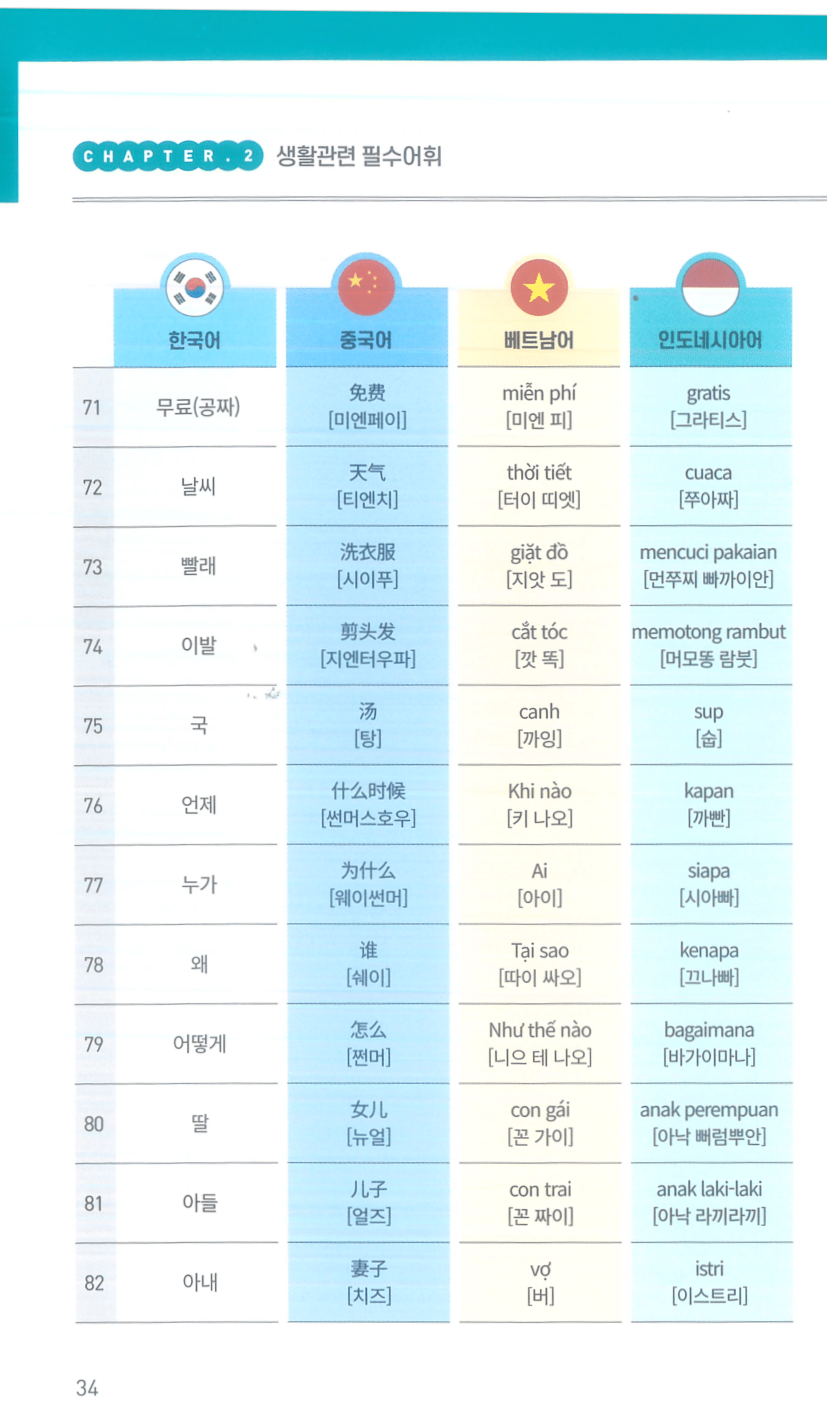 CHAPTER.2 생활관련 필수어휘
한국어 중국어 베트남어 인도네시아어
71 무료(공짜) 免费 miễn phí gratis
[미엔페이] [미엔 피] [그라티스]
72 날씨 天气 thời tiết cuaca
[티엔치] [터이 띠엣] [쭈아짜]
73 빨래 洗衣服 giặt đồ mencuci pakaian
[시이푸] [지앗 도] [먼쭈찌 빠까이안]
74 이발 剪头发 cắt tóc memotong rambut
[지엔터우파] [깟 똑] [머모똥 람붓]
75 국 汤 canh sup
[탕] [까잉] [숩]
76 언제 什么时候 Khi nào kapan
[썬머스호우] [키 나오] [까빤]
77 누가 为什么 Ai siapa
[웨이썬머] [아이] [시아빠]
78 왜 谁 Tại sao kenapa
[쉐이] [따이 싸오] [끄나빠]
79 어떻게 怎么 Như thế nào bagaimana
[쩐머] [니으 테 나오] [바가이마나]
80 딸 女儿 con gái anak perempuan
[뉴얼] [꼰 가이] [아낙 뻐럼뿌안]
81 아들 儿子 con trai anak laki-laki
[얼즈] [꼰 짜이] [아낙 라끼라끼]
82 아내 妻子 vợ istri
[치즈] [버] [이스트리]
34